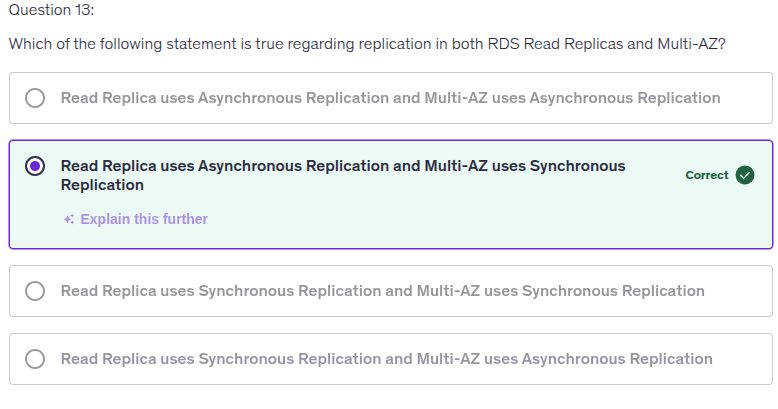 Question 13:
Which of the following statement is true regarding replication in both RDS Read Replicas and Multi-AZ?
Read Replica uses Asynchronous Replication and Multi-AZ uses Asynchronous Replication
Read Replica uses Asynchronous Replication and Multi-AZ uses Synchronous
Replication
Correct
Explain this further
Read Replica uses Synchronous Replication and Multi-AZ uses Synchronous Replication
Read Replica uses Synchronous Replication and Multi-AZ uses Asynchronous Replication